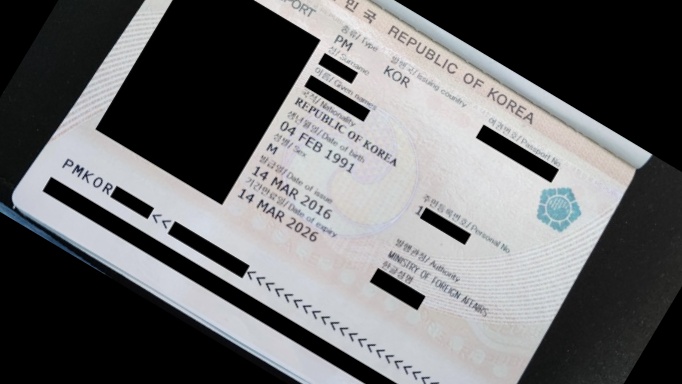 PORT
민국 REPUBLIC OF KOREA
종류/ Type
발행국/ Issuing country
여권번호/ Passport No.
PM
KOR
성/ Surname
이름/ Given names
국적/ Nationality
REPUBLIC OF KOREA
생년월일/ Date of birth
04 FEB 1991
성별/ Sex
주민등록번호/ Personal No.
M
1
발급일/ Date of issue
발행관청/ Authority
14 MAR 2016
MINISTRY OF FOREIGN AFFAIRS
기간만료일/ Date of expiry
한글성명
14 MAR 2026
PMKOR
<<
<<<<<<<<<<<<<<<<<<<